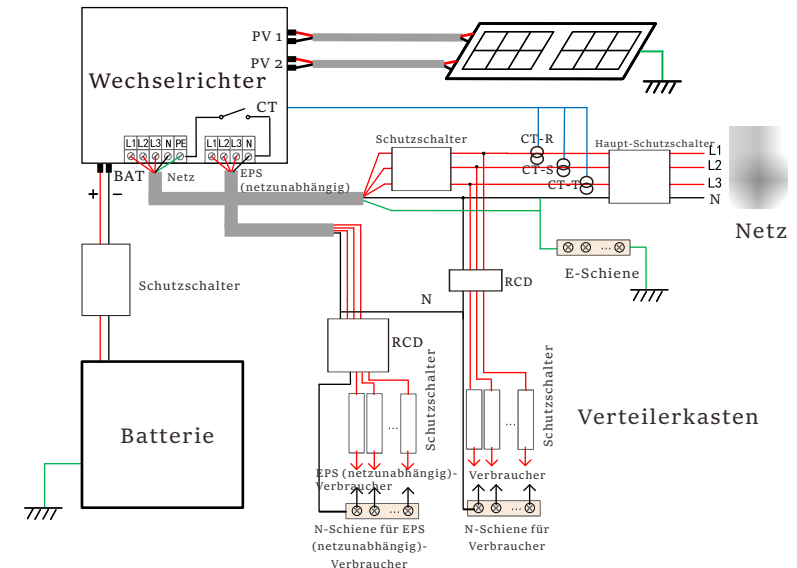 PV 1
PV 2
Wechselrichter
CT
L1 L2 L3 N PE
L1 L2 L3 N
BAT
Netz
EPS
(netzunabhängig)
+ −
Schutzschalter
CT-R
CT-S
CT-T
Haupt-Schutzschalter
L1
L2
L3
N
Netz
E-Schiene
Schutzschalter
RCD
N
RCD
Schutzschalter
Schutzschalter
...
...
...
Batterie
Verteilerkasten
EPS (netzunabhängig)-
Verbraucher
Verbraucher
...
...
N-Schiene für EPS
(netzunabhängig)-
Verbraucher
N-Schiene für
Verbraucher